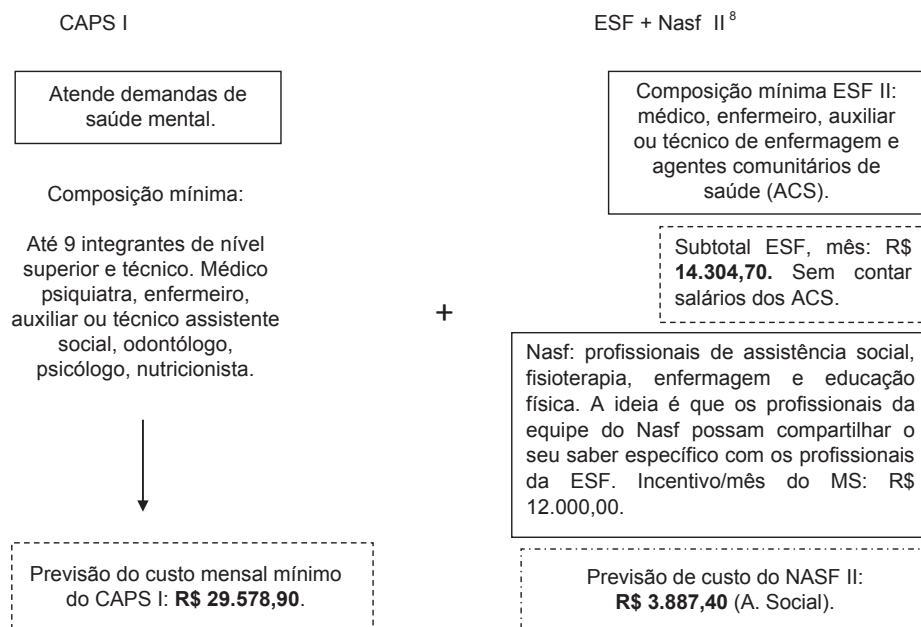 CAPS I
Atende demandas de
saúde mental.
Composição mínima:
Até 9 integrantes de nível
superior e técnico. Médico
psiquiatra, enfermeiro,
auxiliar ou técnico assistente
social, odontólogo,
psicólogo, nutricionista.
Previsão do custo mensal mínimo
do CAPS I: R$ 29.578,90.
+
ESF + Nasf II 8
Composição mínima ESF II:
médico, enfermeiro, auxiliar
ou técnico de enfermagem e
agentes comunitários de
saúde (ACS).
Subtotal ESF, mês: R$
14.304,70. Sem contar
salários dos ACS.
Nasf: profissionais de assistência social,
fisioterapia, enfermagem e educação
física. A ideia é que os profissionais da
equipe do Nasf possam compartilhar o
seu saber específico com os profissionais
da ESF. Incentivo/mês do MS: R$
12.000,00.
Previsão de custo do NASF II:
R$ 3.887,40 (A. Social).